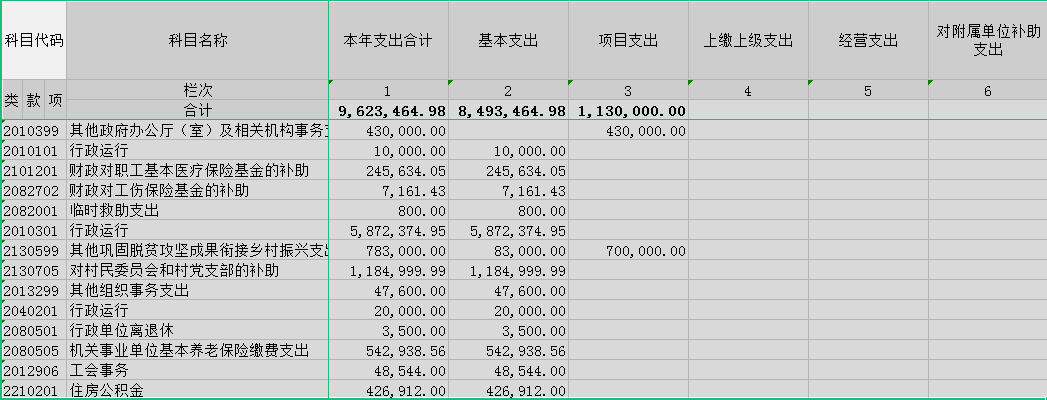 科目代码 科目名称 本年支出合计 基本支出 项目支出 上缴上级支出 经营支出 对附属单位补助支出
类 款 项 栏次 1 2 3 4 5 6
合计 9,623,464.98 8,493,464.98 1,130,000.00
2010399 其他政府办公厅（室）及相关机构事务 430,000.00 430,000.00
2010101 行政运行 10,000.00 10,000.00
2101201 财政对职工基本医疗保险基金的补助 245,634.05 245,634.05
2082702 财政对工伤保险基金的补助 7,161.43 7,161.43
2082001 临时救助支出 800.00 800.00
2010301 行政运行 5,872,374.95 5,872,374.95
2130599 其他巩固脱贫攻坚成果衔接乡村振兴支 783,000.00 83,000.00 700,000.00
2130705 对村民委员会和村党支部的补助 1,184,999.99 1,184,999.99
2013299 其他组织事务支出 47,600.00 47,600.00
2040201 行政运行 20,000.00 20,000.00
2080501 行政单位离退休 3,500.00 3,500.00
2080505 机关事业单位基本养老保险缴费支出 542,938.56 542,938.56
2012906 工会事务 48,544.00 48,544.00
2210201 住房公积金 426,912.00 426,912.00